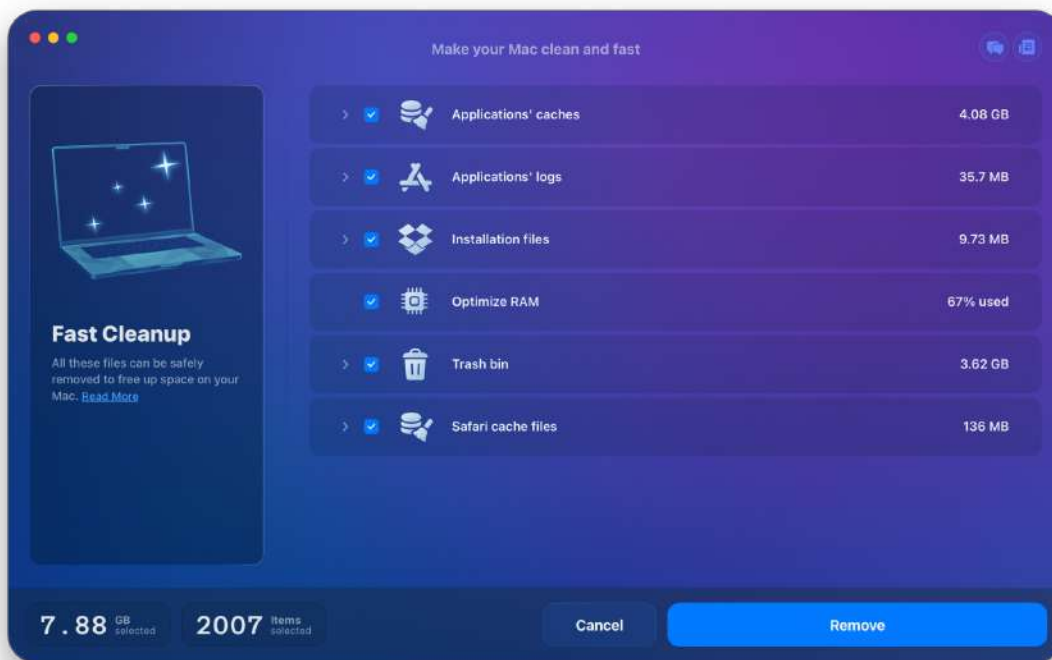 Make your Mac clean and fast
Applications' caches 4.08 GB
Applications' logs 35.7 MB
Installation files 9.73 MB
Optimize RAM 67% used
Trash bin 3.62 GB
Safari cache files 136 MB
Fast Cleanup
All these files can be safely
removed to free up space on your
Mac. Read More
7.88 GB selected
2007 Items selected
Cancel
Remove